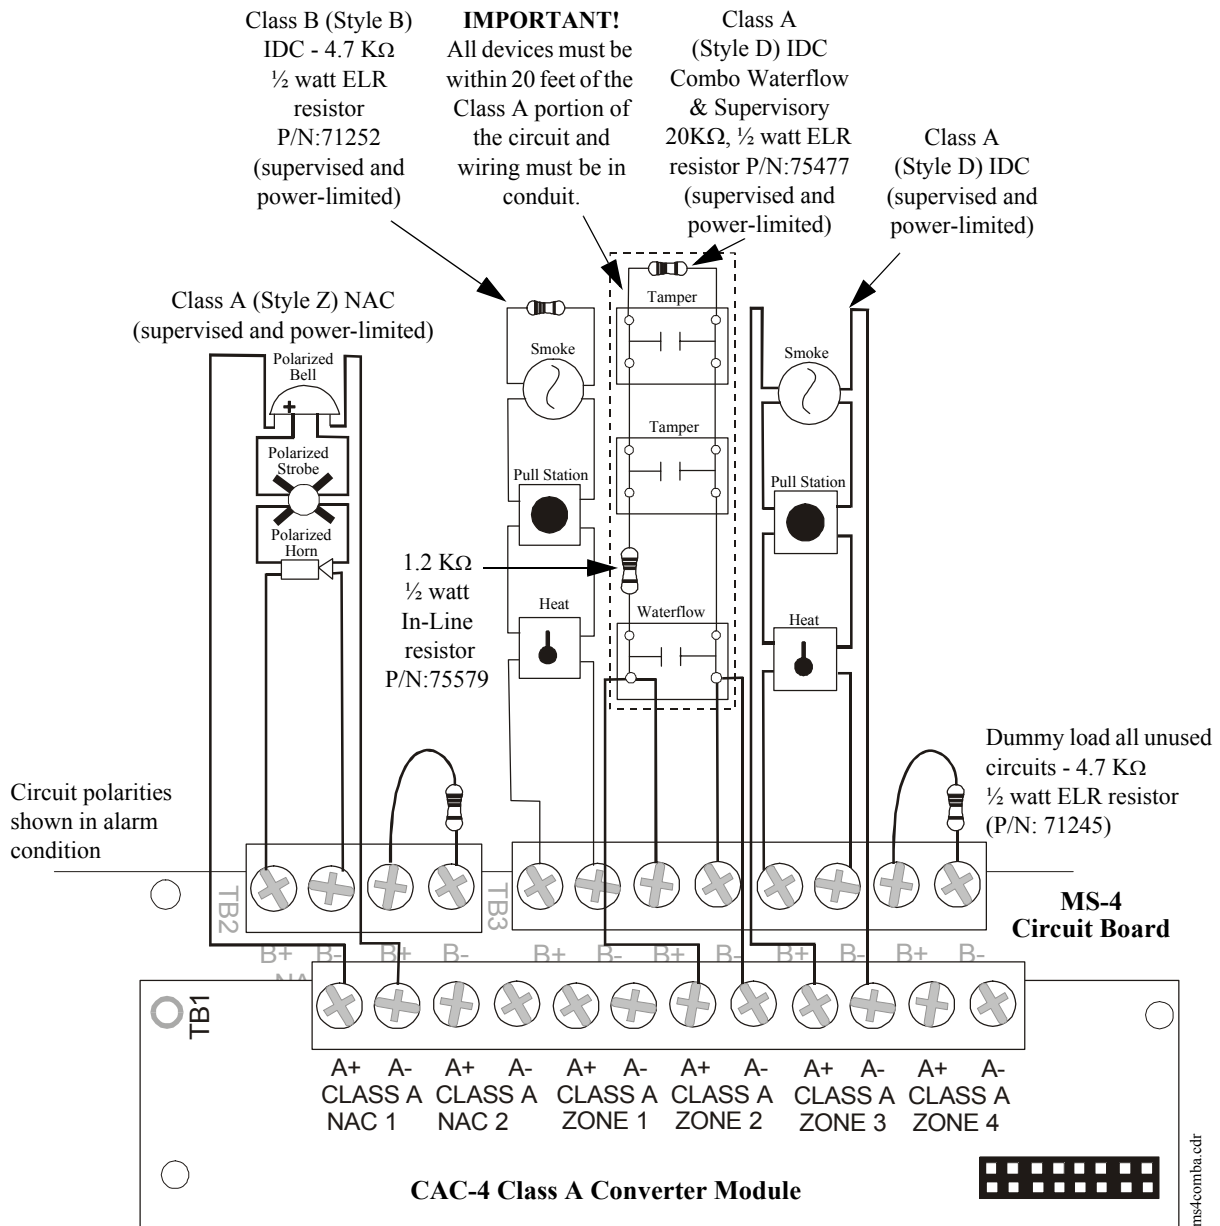 Class B (Style B)
IDC - 4.7 KΩ
½ watt ELR
resistor
P/N:71252
(supervised and
power-limited)
IMPORTANT!
All devices must be
within 20 feet of the
Class A portion of
the circuit and
wiring must be in
conduit.
Class A
(Style D) IDC
Combo Waterflow
& Supervisory
20KΩ, ½ watt ELR
resistor P/N:75477
(supervised and
power-limited)
Class A
(Style D) IDC
(supervised and
power-limited)
Class A (Style Z) NAC
(supervised and power-limited)
Polarized
Bell
+
Polarized
Strobe
Polarized
Horn
Smoke
Pull Station
Heat
Tamper
Tamper
Waterflow
1.2 KΩ
½ watt
In-Line
resistor
P/N:75579
Smoke
Pull Station
Heat
Dummy load all unused
circuits - 4.7 KΩ
½ watt ELR resistor
(P/N: 71245)
Circuit polarities
shown in alarm
condition
TB2
TB3
MS-4
Circuit Board
B+ B- B+ B- B+ B- B+ B- B+ B- B+ B-
TB1
A+ A- A+ A- A+ A- A+ A- A+ A- A+ A-
CLASS A CLASS A CLASS A CLASS A CLASS A CLASS A
NAC 1 NAC 2 ZONE 1 ZONE 2 ZONE 3 ZONE 4
CAC-4 Class A Converter Module
ms4comba.cdr